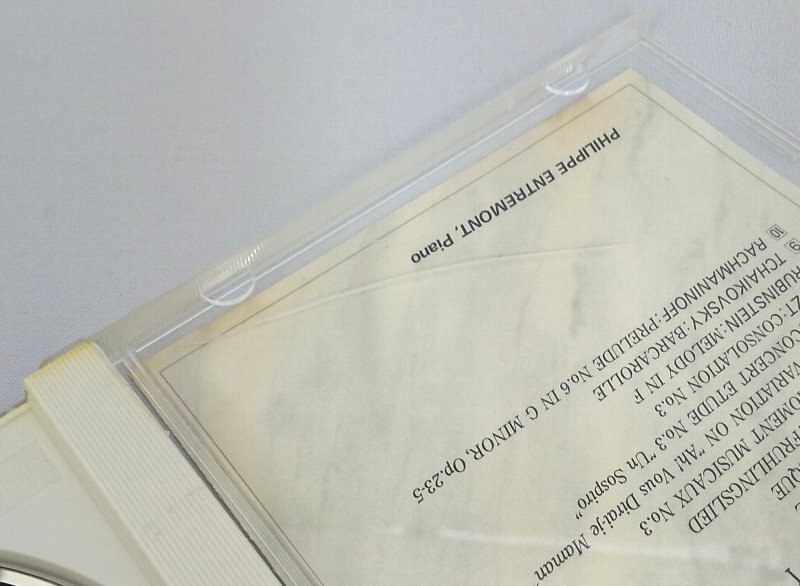 QUE
FRUHLINGSLIED
OMENT MUSICAUX No.3
VARIATION ON "Ah! Vous Dirai-je Maman"
CONCERT ETUDE No.3 "Un Sospiro"
ZT:CONSOLATION No.3
RUBINSTEIN:MELODY IN F
9 TCHAIKOVSKY:BARCAROLLE
10 RACHMANINOFF:PRELUDE No.6 IN G MINOR, Op.23-5
PHILIPPE ENTREMONT, Piano